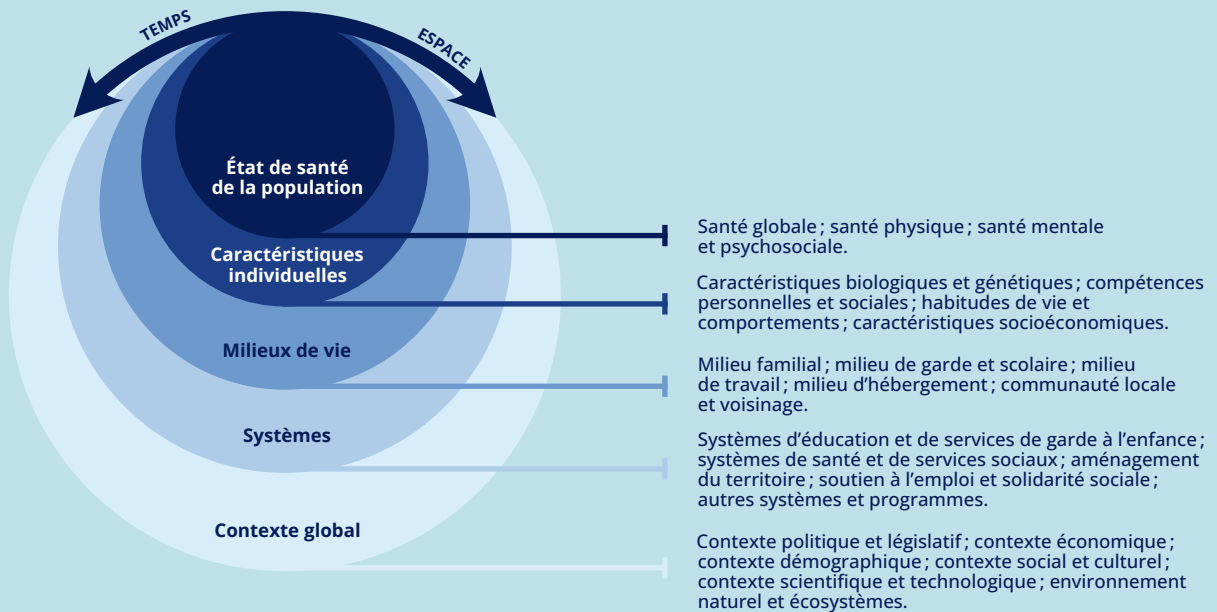 TEMPS
ESPACE
État de santé
de la population
Caractéristiques
individuelles
Milieux de vie
Systèmes
Contexte global
Santé globale ; santé physique ; santé mentale
et psychosociale.
Caractéristiques biologiques et génétiques ; compétences
personnelles et sociales ; habitudes de vie et
comportements ; caractéristiques socioéconomiques.
Milieu familial ; milieu de garde et scolaire ; milieu
de travail ; milieu d’hébergement ; communauté locale
et voisinage.
Systèmes d’éducation et de services de garde à l’enfance ;
systèmes de santé et de services sociaux ; aménagement
du territoire ; soutien à l’emploi et solidarité sociale ;
autres systèmes et programmes.
Contexte politique et législatif ; contexte économique ;
contexte démographique ; contexte social et culturel ;
contexte scientifique et technologique ; environnement
naturel et écosystèmes.